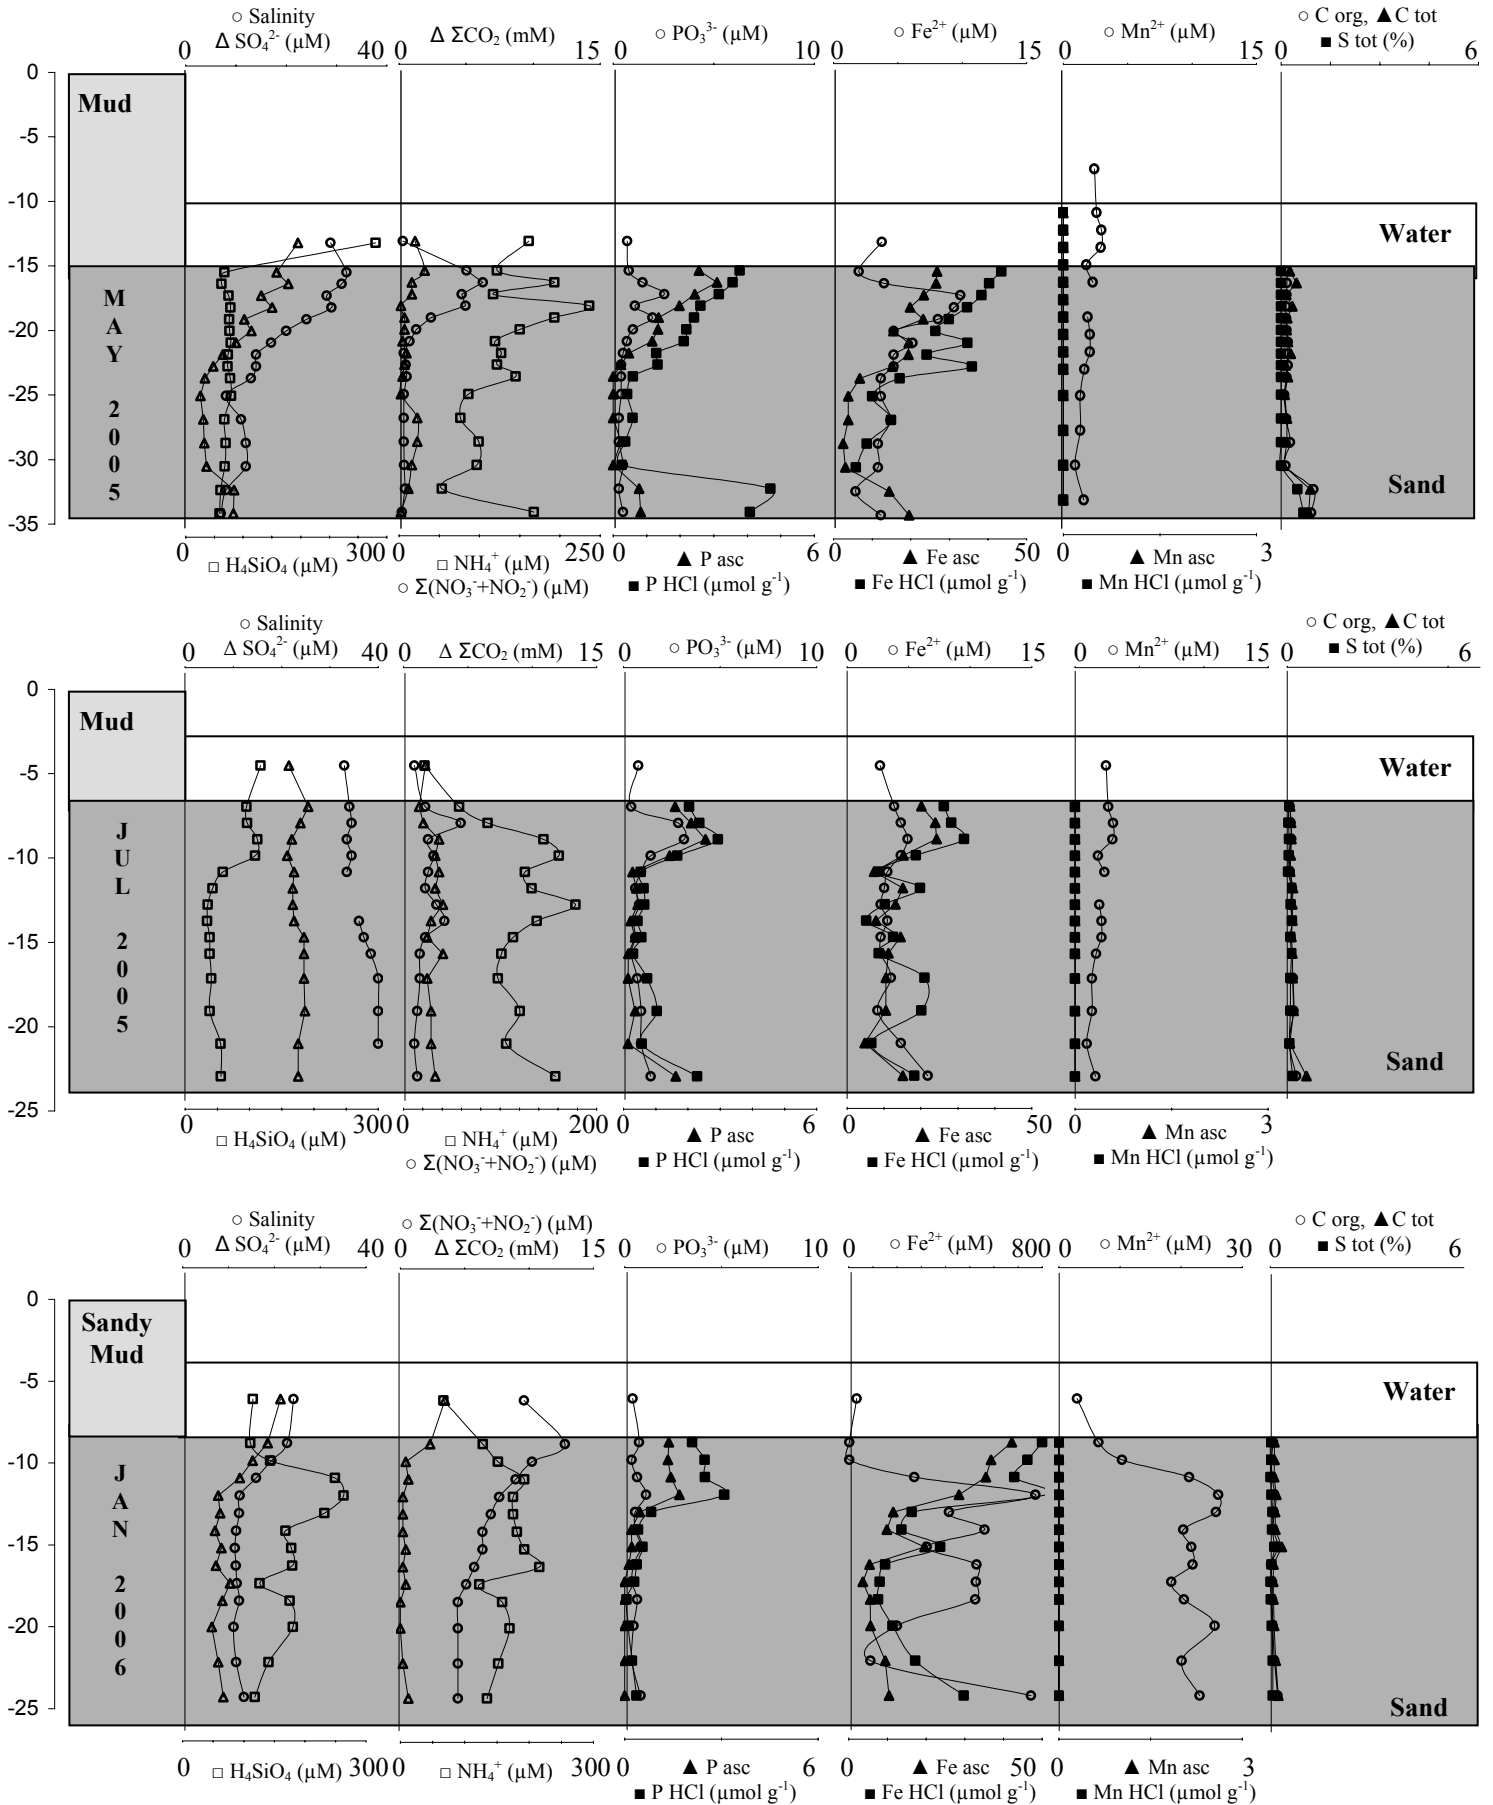 ○ Salinity
Δ SO₄²⁻ (µM)
Δ ΣCO₂ (mM)
○ PO₃³⁻ (µM)
○ Fe²⁺ (µM)
○ Mn²⁺ (µM)
○ C org, ▲ C tot
■ S tot (%)
0 40 0 15 0 10 0 15 0 15 0 6
0
-5
-10
-15
-20
-25
-30
-35
Mud
Water
M
A
Y
2
0
0
5
Sand
0 300 0 250 0 6 0 50 0 3
□ H₄SiO₄ (µM)
□ NH₄⁺ (µM)
○ Σ(NO₃⁻+NO₂⁻) (µM)
▲ P asc
■ P HCl (µmol g⁻¹)
▲ Fe asc
■ Fe HCl (µmol g⁻¹)
▲ Mn asc
■ Mn HCl (µmol g⁻¹)
○ Salinity
Δ SO₄²⁻ (µM)
Δ ΣCO₂ (mM)
○ PO₃³⁻ (µM)
○ Fe²⁺ (µM)
○ Mn²⁺ (µM)
○ C org, ▲ C tot
■ S tot (%)
0 40 0 15 0 10 0 15 0 15 0 6
0
-5
-10
-15
-20
-25
Mud
Water
J
U
L
2
0
0
5
Sand
0 300 0 200 0 6 0 50 0 3
□ H₄SiO₄ (µM)
□ NH₄⁺ (µM)
○ Σ(NO₃⁻+NO₂⁻) (µM)
▲ P asc
■ P HCl (µmol g⁻¹)
▲ Fe asc
■ Fe HCl (µmol g⁻¹)
▲ Mn asc
■ Mn HCl (µmol g⁻¹)
○ Salinity
Δ SO₄²⁻ (µM)
○ Σ(NO₃⁻+NO₂⁻) (µM)
Δ ΣCO₂ (mM)
○ PO₃³⁻ (µM)
○ Fe²⁺ (µM)
○ Mn²⁺ (µM)
○ C org, ▲ C tot
■ S tot (%)
0 40 0 15 0 10 0 800 0 30 0 6
0
-5
-10
-15
-20
-25
Sandy
Mud
Water
J
A
N
2
0
0
6
Sand
0 300 0 300 0 6 0 50 0 3
□ H₄SiO₄ (µM)
□ NH₄⁺ (µM)
▲ P asc
■ P HCl (µmol g⁻¹)
▲ Fe asc
■ Fe HCl (µmol g⁻¹)
▲ Mn asc
■ Mn HCl (µmol g⁻¹)